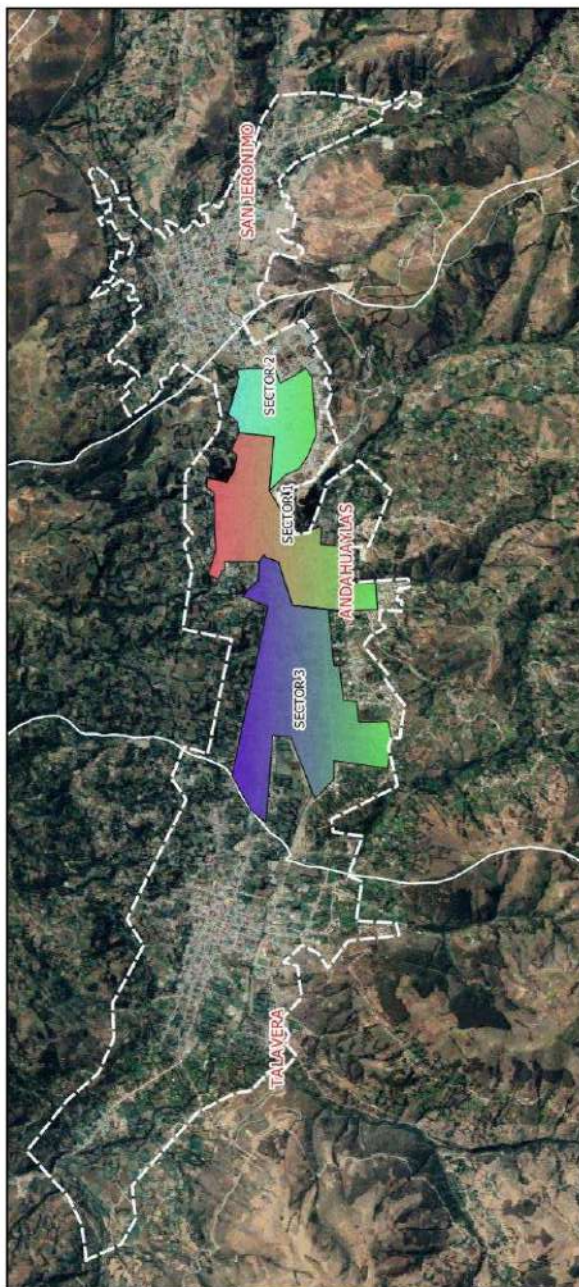 TALAVERA
SECTOR 3
ANDAHUAYLAS
SECTOR 1
SECTOR 2
SAN JERONIMO